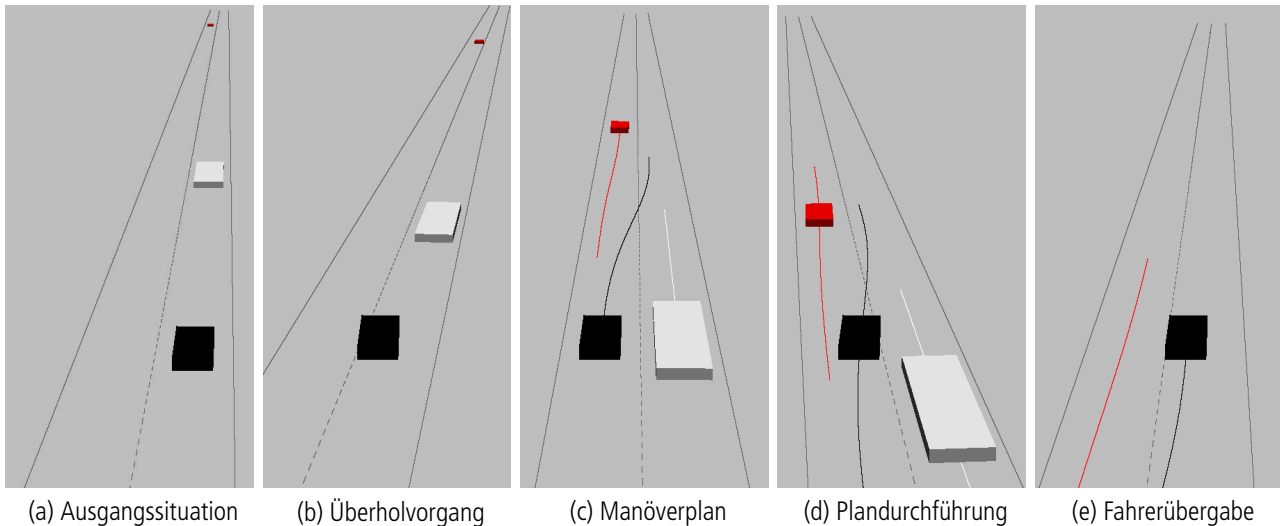 (a) Ausgangssituation
(b) Überholvorgang
(c) Manöverplan
(d) Plandurchführung
(e) Fahrerübergabe